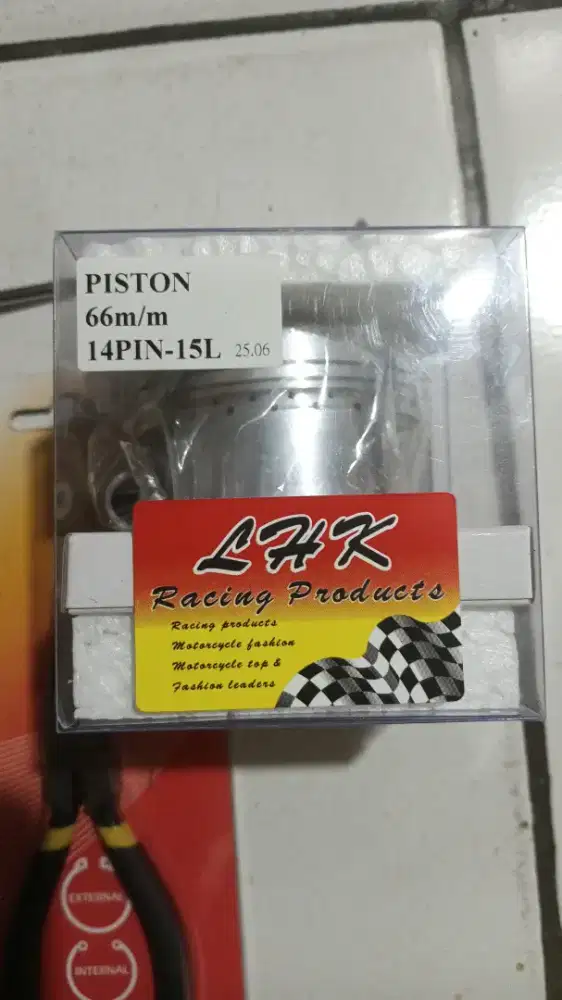 PISTON
66m/m
14PIN-15L 25.06
LHK
Racing Products
Racing products
Motorcycle fashion
Motorcycle top &
Fashion leaders
EXTERNAL
INTERNAL